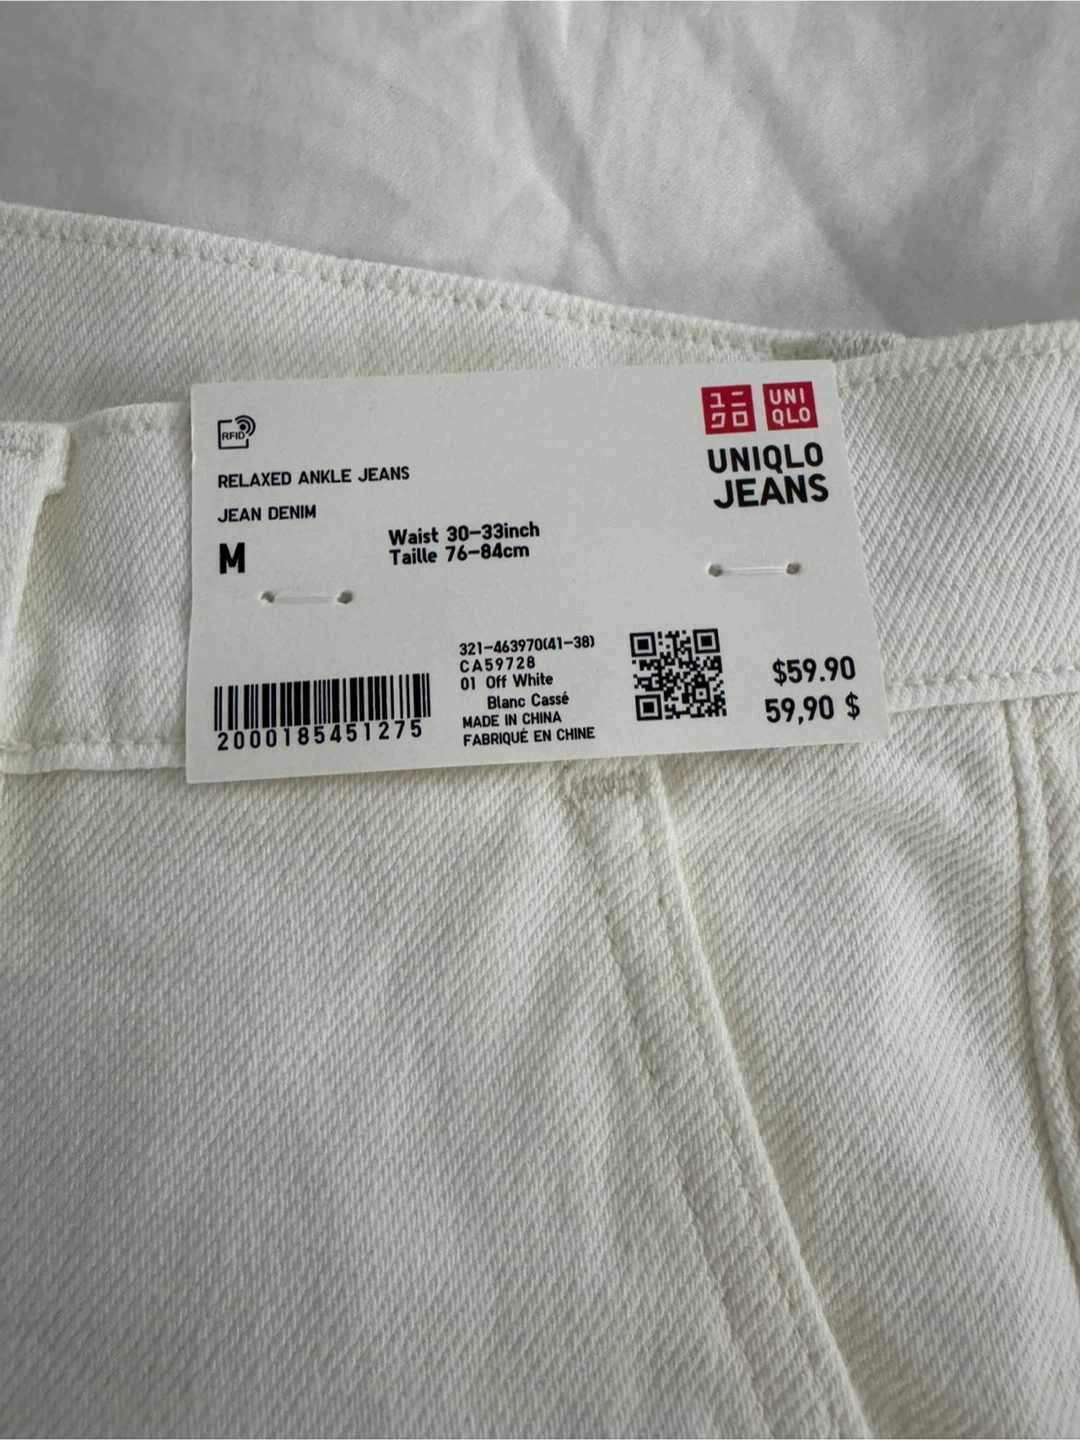 RFID
RELAXED ANKLE JEANS
JEAN DENIM
M
Waist 30-33inch
Taille 76-84cm
ユニ
クロ
UNI
QLO
UNIQLO
JEANS
321-463970(41-38)
CA59728
01 Off White
Blanc Cassé
MADE IN CHINA
FABRIQUÉ EN CHINE
2000185451275
$59.90
59,90 $